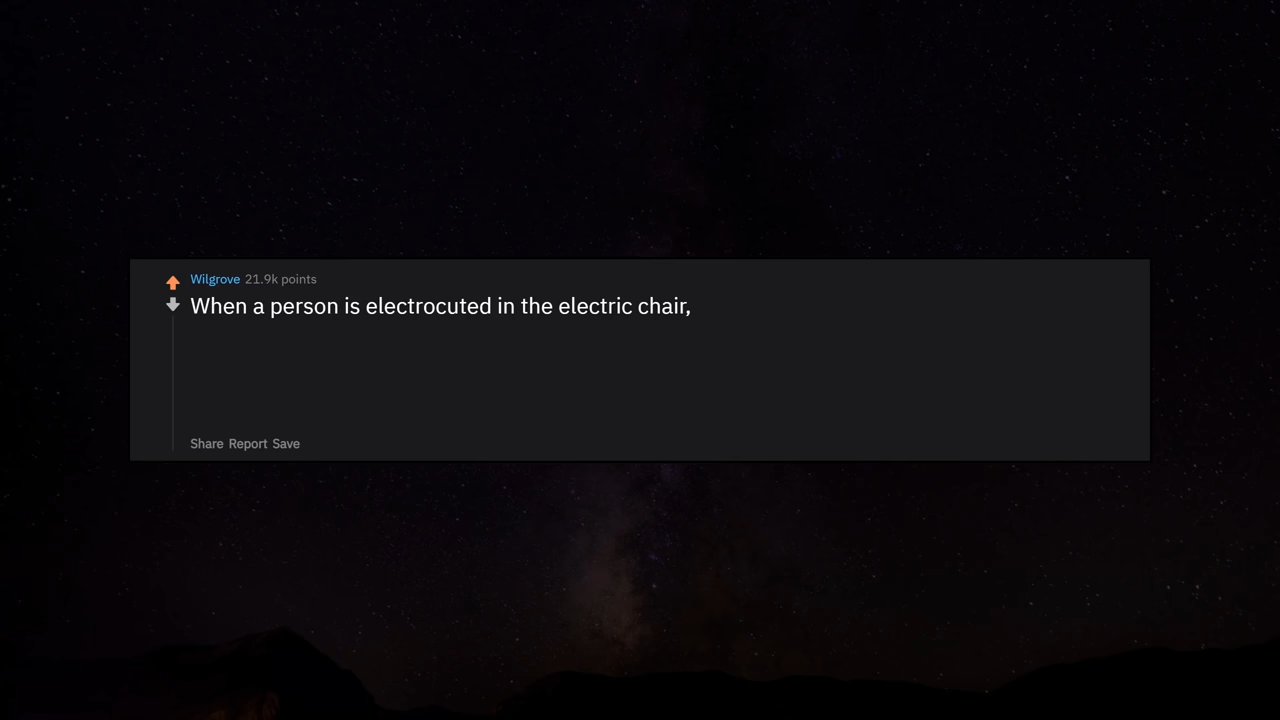 Wilgrove 21.9k points
When a person is electrocuted in the electric chair,
Share Report Save